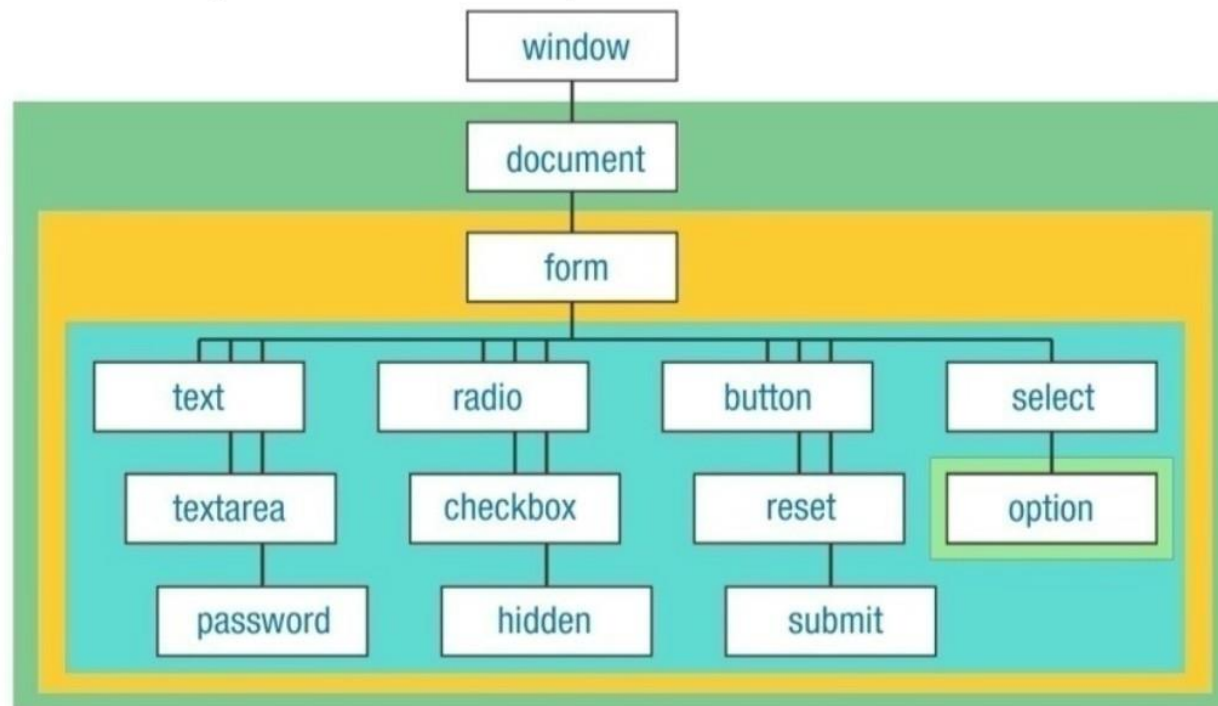 window
document
form
text
radio
button
select
textarea
checkbox
reset
option
password
hidden
submit